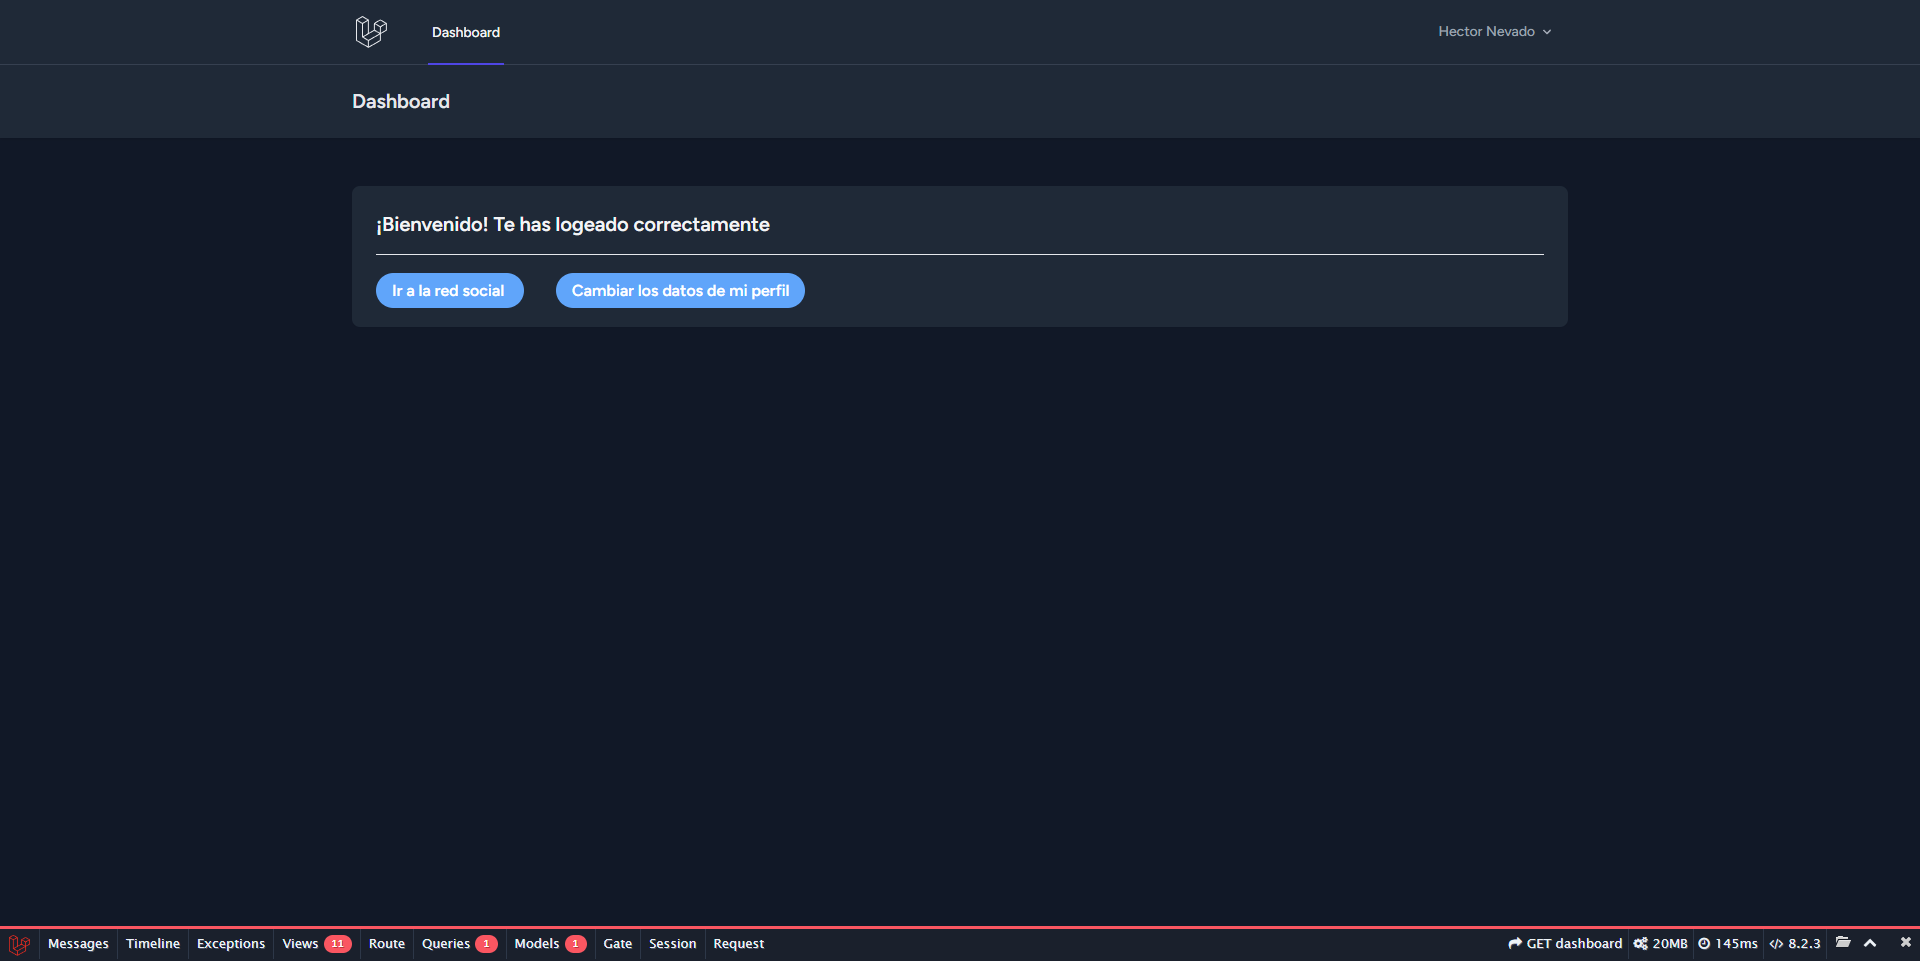 Dashboard
Hector Nevado
Dashboard
¡Bienvenido! Te has logeado correctamente
Ir a la red social
Cambiar los datos de mi perfil
Messages Timeline Exceptions Views 11 Route Queries 1 Models 1 Gate Session Request GET dashboard 20MB 145ms 8.2.3